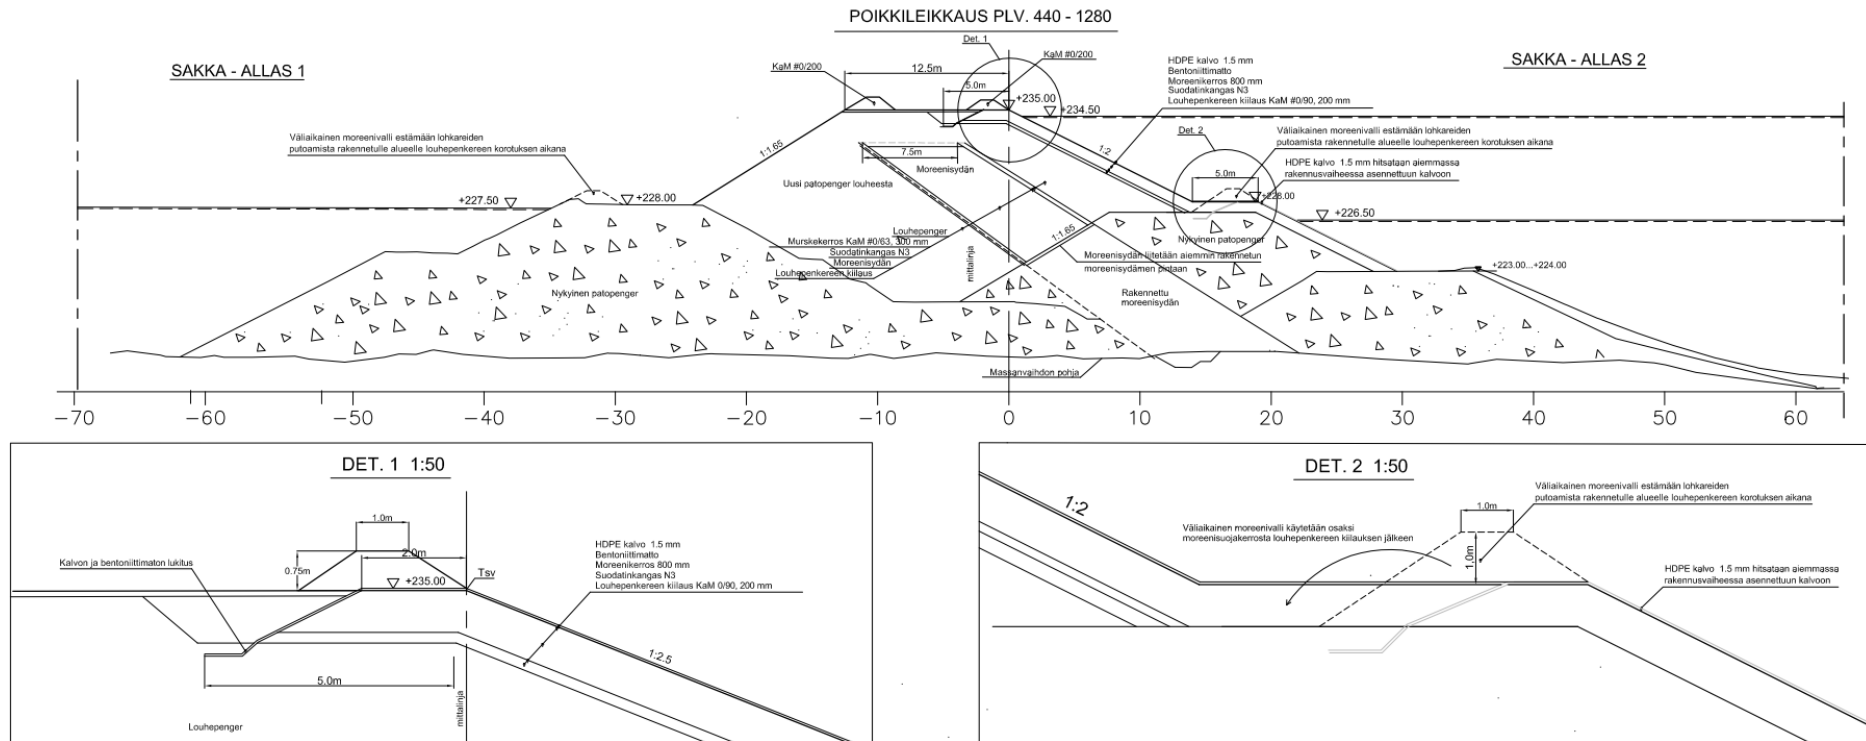 POIKKILEIKKAUS PLV. 440 - 1280
SAKKA - ALLAS 1
SAKKA - ALLAS 2
Det. 1
KaM #0/200
KaM #0/200
12.5m
5.0m
+235.00
+234.50
HDPE kalvo 1.5 mm
Bentoniittimatto
Moreenikerros 800 mm
Suodatinkangas N3
Louhepenkereen kiilaus KaM #0/90, 200 mm
Väliaikainen moreenivalli estämään lohkareiden
putoamista rakennetulle alueelle louhepenkereen korotuksen aikana
Det. 2
Väliaikainen moreenivalli estämään lohkareiden
putoamista rakennetulle alueelle louhepenkereen korotuksen aikana
HDPE kalvo 1.5 mm hitsataan aiemmassa
rakennusvaiheessa asennettuun kalvoon
1:1.65
1:2
7.5m
5.0m
Moreenisydän
Uusi patopenger louheesta
+227.50
+228.00
+228.00
+226.50
Louhepenger
Murskekerros KaM #0/63, 300 mm
Suodatinkangas N3
Moreenisydän
Louhepenkereen kiilaus
mittalinja
1:1.65
Nykyinen patopenger
Moreenisydän liitetään aiemmin rakennetun
moreenisydämen pintaan
+223.00...+224.00
Nykyinen patopenger
Rakennettu
moreenisydän
Massanvaihdon pohja
-70 -60 -50 -40 -30 -20 -10 0 10 20 30 40 50 60
DET. 1 1:50
1.0m
2.0m
0.75m
+235.00
Tsv
Kalvon ja bentoniittimaton lukitus
HDPE kalvo 1.5 mm
Bentoniittimatto
Moreenikerros 800 mm
Suodatinkangas N3
Louhepenkereen kiilaus KaM 0/90, 200 mm
1:2.5
5.0m
mittalinja
Louhepenger
DET. 2 1:50
1:2
Väliaikainen moreenivalli käytetään osaksi
moreenisuojakerrosta louhepenkereen kiilauksen jälkeen
1.0m
1.0m
Väliaikainen moreenivalli estämään lohkareiden
putoamista rakennetulle alueelle louhepenkereen korotuksen aikana
HDPE kalvo 1.5 mm hitsataan aiemmassa
rakennusvaiheessa asennettuun kalvoon